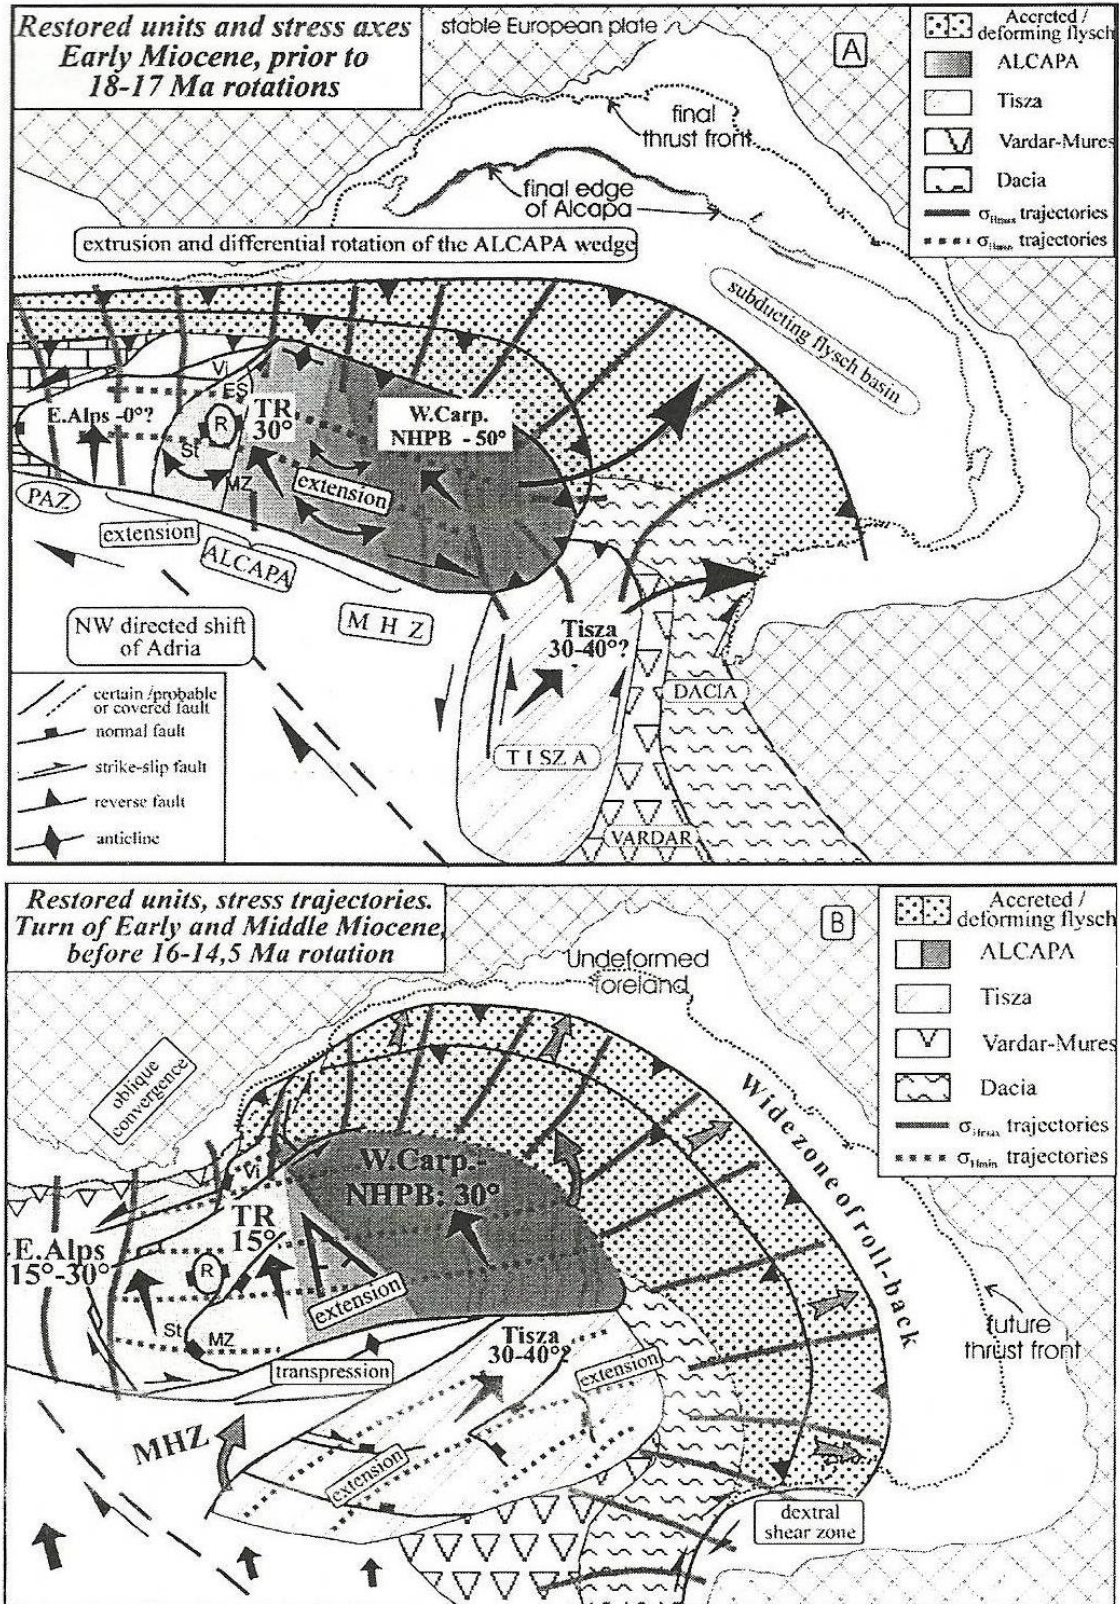 Restored units and stress axes
Early Miocene, prior to
18-17 Ma rotations
stable European plate
A
Accreted /
deforming flysch
ALCAPA
Tisza
Vardar-Mures
Dacia
σHmax trajectories
σHmin trajectories
final
thrust front
final edge
of Alcapa
extrusion and differential rotation of the ALCAPA wedge
subducting flysch basin
Vi
ES
E.Alps -0°?
R
TR
30°
W.Carp.
NHPB - 50°
St
MZ
extension
PAZ
extension
ALCAPA
MHZ
NW directed shift
of Adria
Tisza
30-40°?
DACIA
TISZA
VARDAR
certain /probable
or covered fault
normal fault
strike-slip fault
reverse fault
anticline
Restored units, stress trajectories.
Turn of Early and Middle Miocene,
before 16-14,5 Ma rotation
B
Accreted /
deforming flysch
ALCAPA
Tisza
Vardar-Mures
Dacia
σHmax trajectories
σHmin trajectories
Undeformed
foreland
oblique
convergence
Wide zone of roll-back
Vi
W.Carp.-
NHPB: 30°
TR
15°
E.Alps
15°-30°
R
extension
St
MZ
Tisza
30-40°?
transpression
extension
future
thrust front
MHZ
extension
dextral
shear zone